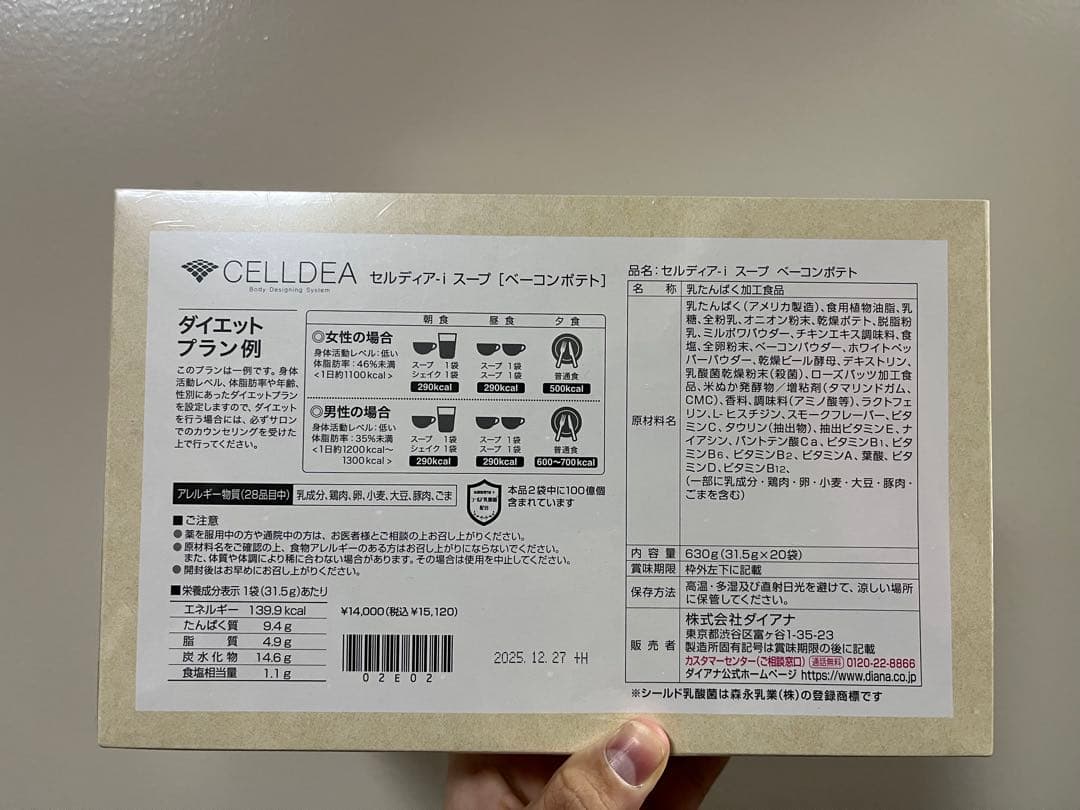 CELLDEA セルディア-i スープ [ベーコンポテト]
Body Designing System
ダイエット
プラン例
このプランは一例です。身体
活動レベル、体脂肪率や年齢、
性別にあったダイエットプラン
を設定しますので、ダイエット
を行う場合には、必ずサロン
でのカウンセリングを受けた
上で行ってください。
朝食 昼食 夕食
◎女性の場合
身体活動レベル:低い
体脂肪率:46%未満
<1日約1100kcal>
スープ 1袋 スープ 1袋
シェイク 1袋 スープ 1袋 普通食
290kcal 290kcal 500kcal
◎男性の場合
身体活動レベル:低い
体脂肪率:35%未満
<1日約1200kcal〜
1300kcal>
スープ 1袋 スープ 1袋
シェイク 1袋 スープ 1袋 普通食
290kcal 290kcal 600〜700kcal
アレルギー物質(28品目中) 乳成分、鶏肉、卵、小麦、大豆、豚肉、ごま
シールド乳酸菌
配合
本品2袋中に100億個
含まれています
■ご注意
●薬を服用中の方や通院中の方は、お医者様とご相談の上お召し上がりください。
●原材料名をご確認の上、食物アレルギーのある方はお召し上がりにならないでください。
また、体質や体調により稀に合わない場合があります。その場合は使用を中止してください。
●開封後はお早めにお召し上がりください。
■栄養成分表示 1袋(31.5g)あたり
エネルギー 139.9kcal
たんぱく質 9.4g
脂質 4.9g
炭水化物 14.6g
食塩相当量 1.1g
¥14,000(税込¥15,120)
02E02
2025.12.27 +H
品名:セルディア-i スープ ベーコンポテト
名称 乳たんぱく加工食品
原材料名
乳たんぱく(アメリカ製造)、食用植物油脂、乳
糖、全粉乳、オニオン粉末、乾燥ポテト、脱脂粉
乳、ミルポワパウダー、チキンエキス調味料、食
塩、全卵粉末、ベーコンパウダー、ホワイトペッ
パーパウダー、乾燥ビール酵母、デキストリン、
乳酸菌乾燥粉末(殺菌)、ローズパッツ加工食
品、米ぬか発酵物/増粘剤(タマリンドガム、
CMC)、香料、調味料(アミノ酸等)、ラクトフェ
リン、L-ヒスチジン、スモークフレーバー、ビタ
ミンC、タウリン(抽出物)、抽出ビタミンE、ナ
イアシン、パントテン酸Ca、ビタミンB1、ビタ
ミンB6、ビタミンB2、ビタミンA、葉酸、ビタ
ミンD、ビタミンB12、
(一部に乳成分・鶏肉・卵・小麦・大豆・豚肉・
ごまを含む)
内容量 630g(31.5g×20袋)
賞味期限 枠外左下に記載
保存方法 高温・多湿及び直射日光を避けて、涼しい場所
に保管してください。
販売者
株式会社ダイアナ
東京都渋谷区富ヶ谷1-35-23
製造所固有記号は賞味期限の後に記載
カスタマーセンター(ご相談窓口) 通話無料 0120-22-8866
ダイアナ公式ホームページ https://www.diana.co.jp
※シールド乳酸菌は森永乳業(株)の登録商標です